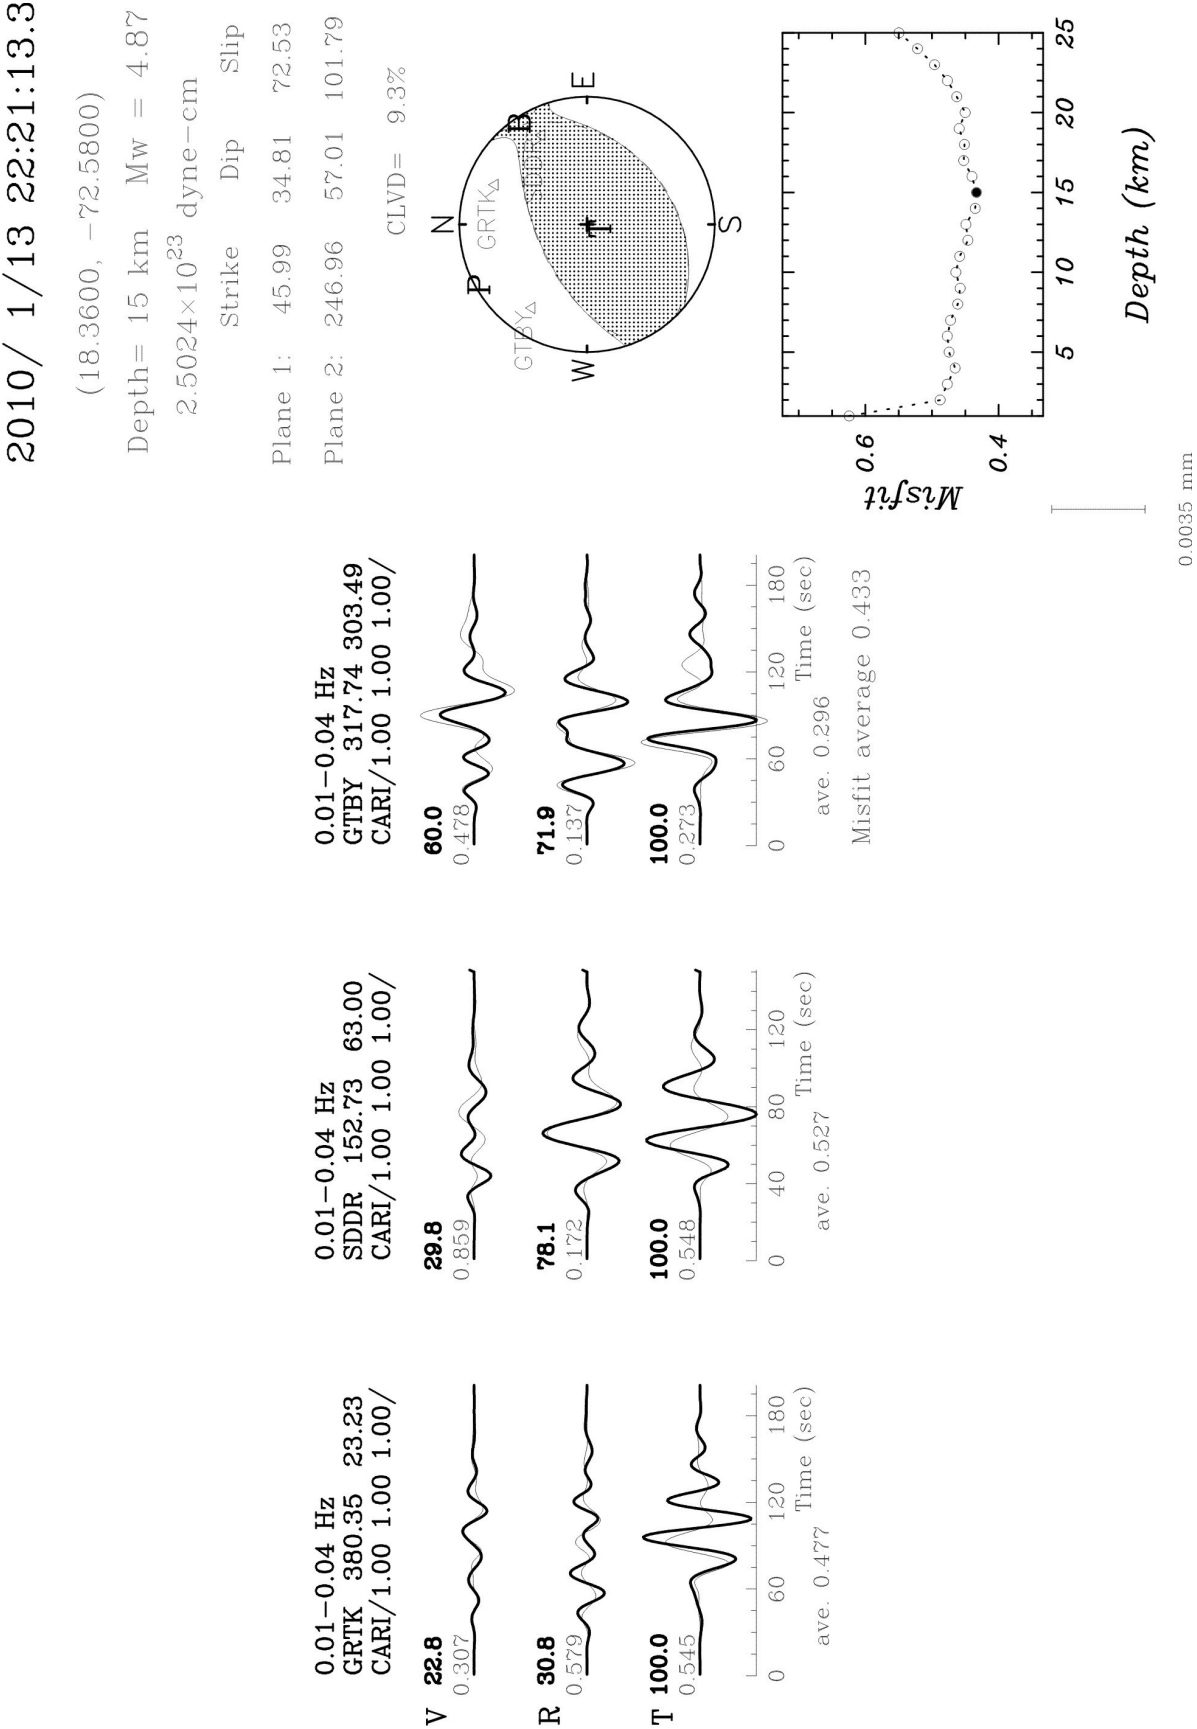 2010/ 1/13 22:21:13.3
(18.3600, −72.5800)
Depth= 15 km Mw = 4.87
2.5024×10²³ dyne−cm
Strike Dip Slip
Plane 1: 45.99 34.81 72.53
Plane 2: 246.96 57.01 101.79
CLVD= 9.3%
N
E
S
W
P
B
T
GRTK
GTBY
0.01−0.04 Hz
GRTK 380.35 23.23
CARI/1.00 1.00 1.00/
V 22.8
0.307
R 30.8
0.579
T 100.0
0.545
0 60 120 180
Time (sec)
ave. 0.477
0.01−0.04 Hz
SDDR 152.73 63.00
CARI/1.00 1.00 1.00/
29.8
0.859
78.1
0.172
100.0
0.548
0 40 80 120
Time (sec)
ave. 0.527
0.01−0.04 Hz
GTBY 317.74 303.49
CARI/1.00 1.00 1.00/
60.0
0.478
71.9
0.137
100.0
0.273
0 60 120 180
Time (sec)
ave. 0.296
Misfit average 0.433
Misfit
0.6
0.4
5 10 15 20 25
Depth (km)
0.0035 mm